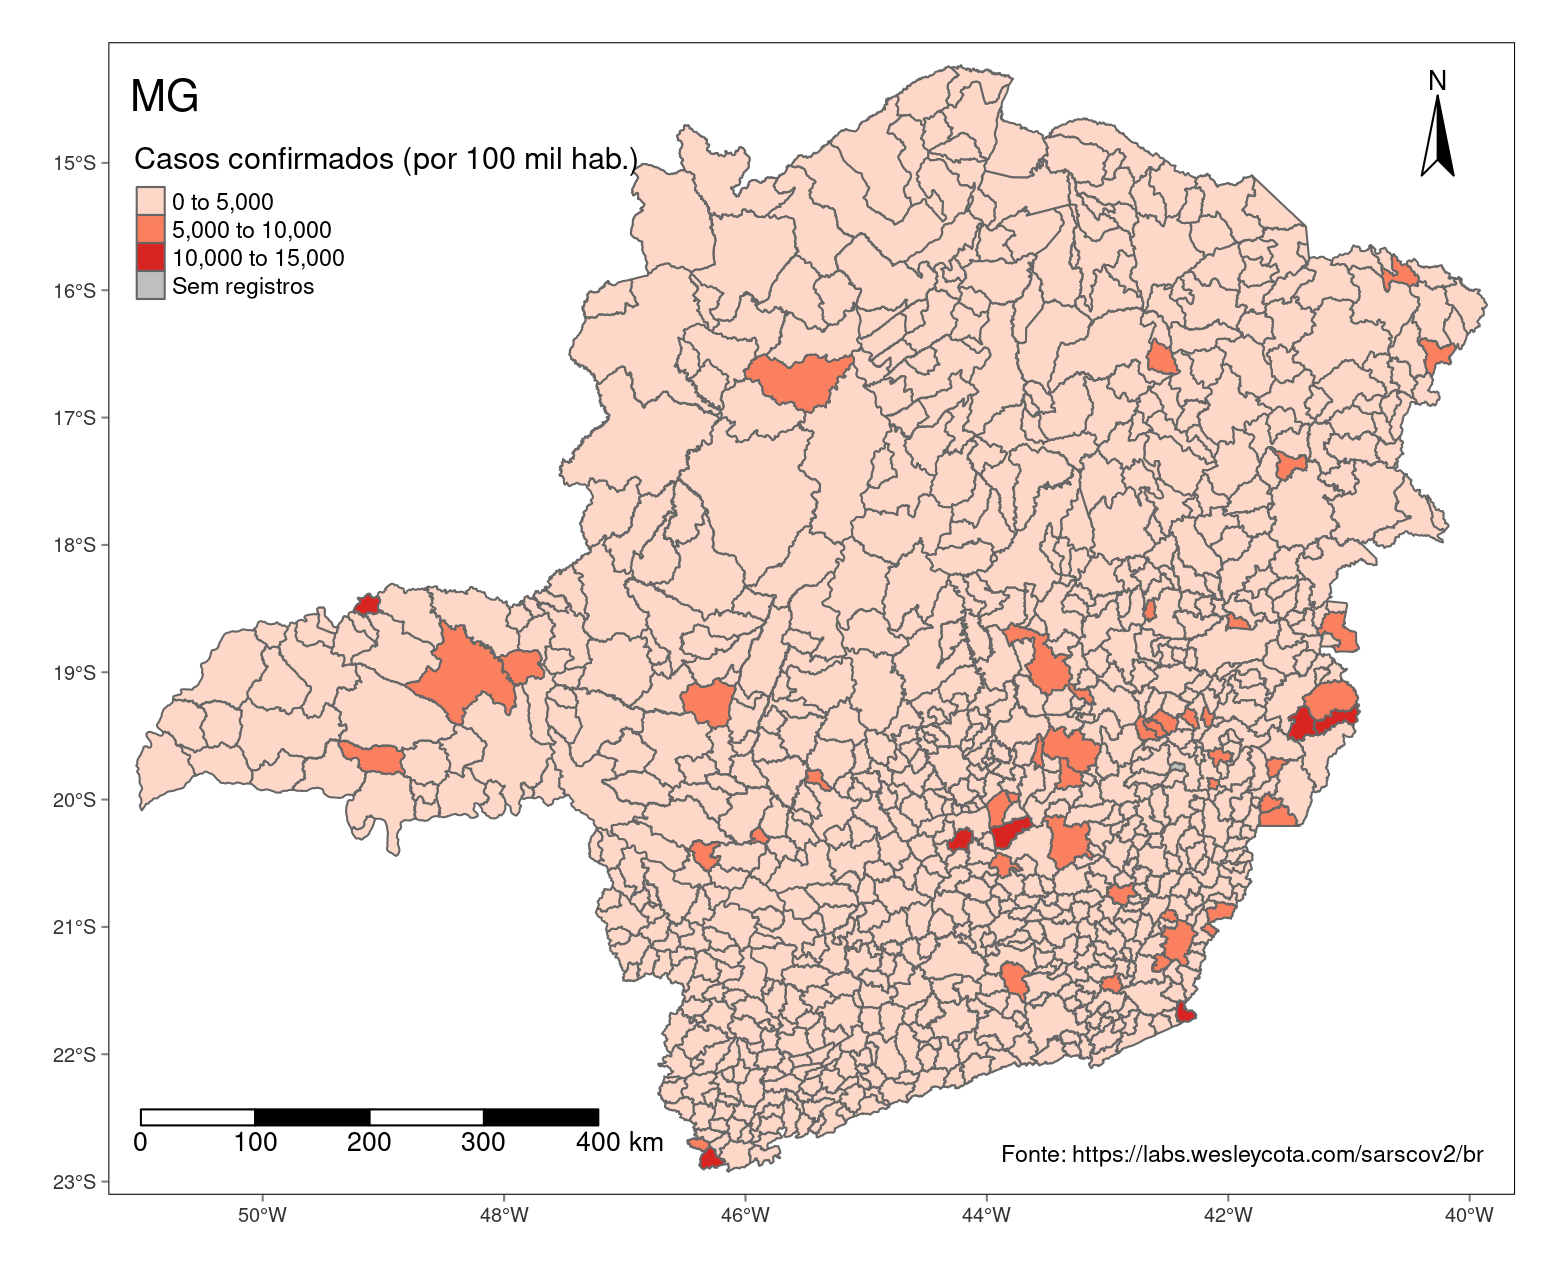 MG
N
Casos confirmados (por 100 mil hab.)
0 to 5,000
5,000 to 10,000
10,000 to 15,000
Sem registros
15°S
16°S
17°S
18°S
19°S
20°S
21°S
22°S
23°S
0 100 200 300 400 km
Fonte: https://labs.wesleycota.com/sarscov2/br
50°W 48°W 46°W 44°W 42°W 40°W